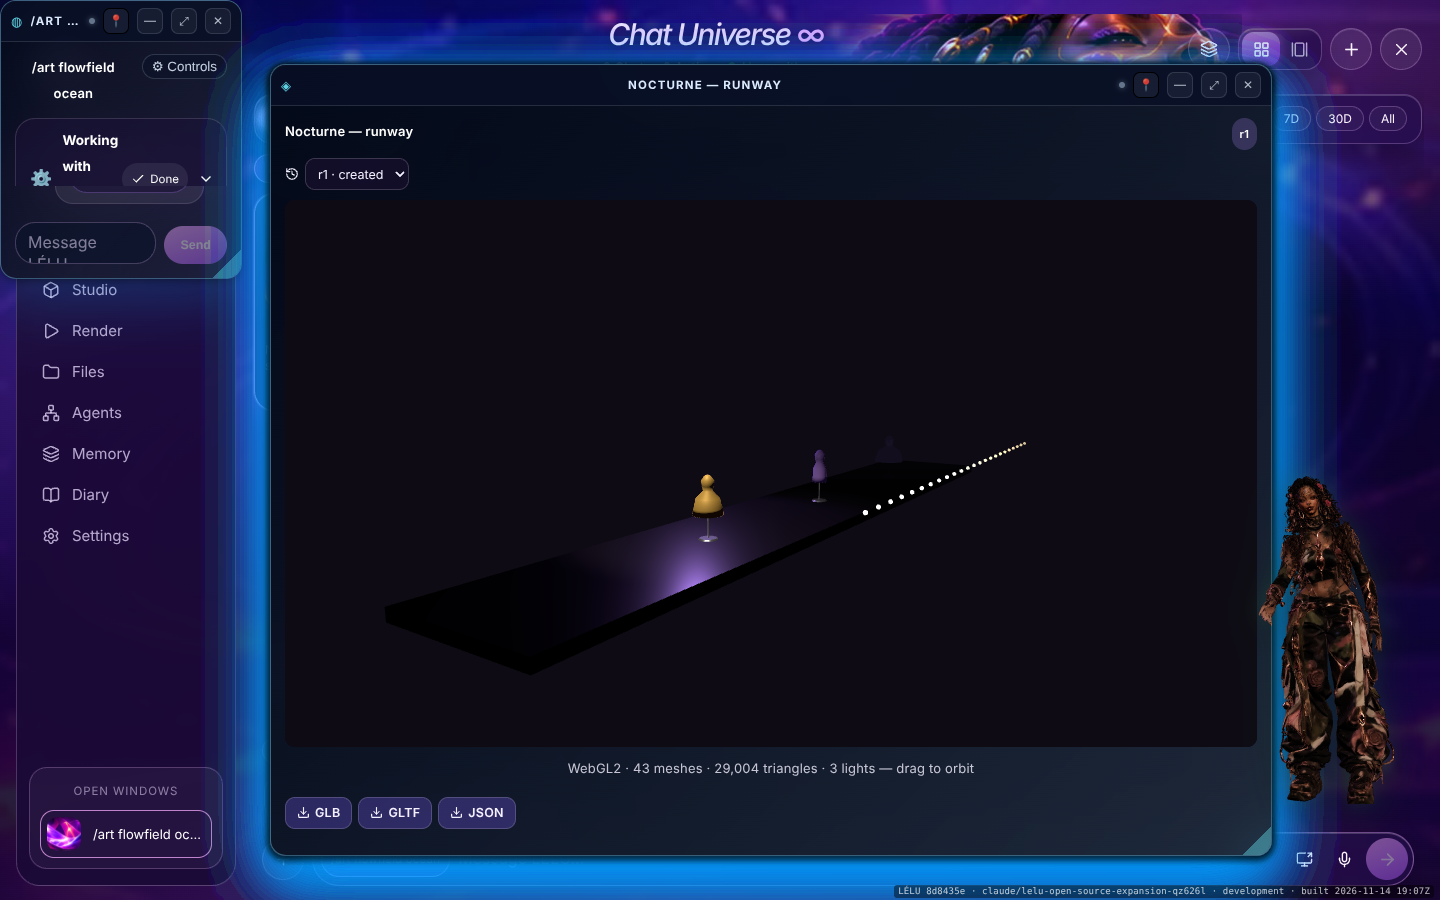 /ART ...
/art flowfield
ocean
Controls
Working
with
Done
Message
LÉLU
Send
Studio
Render
Files
Agents
Memory
Diary
Settings
OPEN WINDOWS
/art flowfield oc...
Chat Universe ∞
7D
30D
All
NOCTURNE — RUNWAY
Nocturne — runway
r1
r1 · created
WebGL2 · 43 meshes · 29,004 triangles · 3 lights — drag to orbit
GLB
GLTF
JSON
LÉLU 8d8435e · claude/lelu-open-source-expansion-qz626l · development · built 2026-11-14 19:07Z